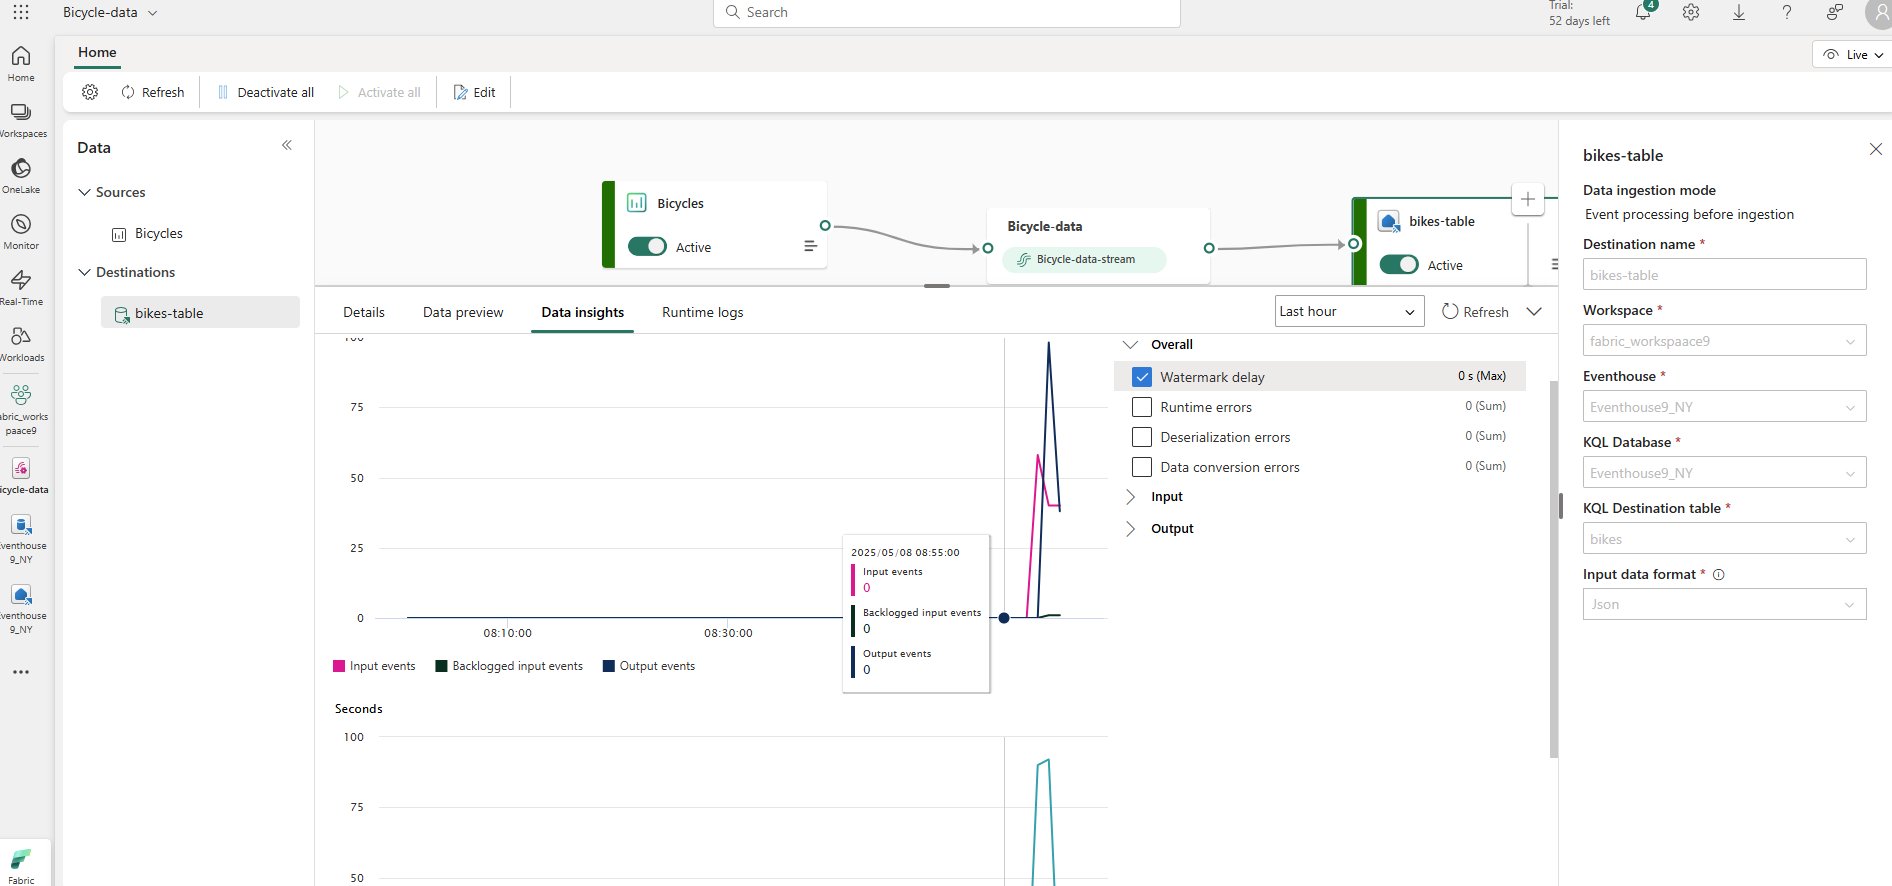 Bicycle-data
Search
Trial:
52 days left
4
Home
Live
Refresh
Deactivate all
Activate all
Edit
Home
Workspaces
OneLake
Monitor
Real-Time
Workloads
abric_works
paace9
icycle-data
venthouse
9_NY
venthouse
9_NY
Fabric
Data
Sources
Bicycles
Destinations
bikes-table
Bicycles
Active
Bicycle-data
Bicycle-data-stream
bikes-table
Active
Details
Data preview
Data insights
Runtime logs
Last hour
Refresh
100
75
50
25
0
08:10:00
08:30:00
2025/05/08 08:55:00
Input events
0
Backlogged input events
0
Output events
0
Input events
Backlogged input events
Output events
Seconds
100
75
50
Overall
Watermark delay
0 s (Max)
Runtime errors
0 (Sum)
Deserialization errors
0 (Sum)
Data conversion errors
0 (Sum)
Input
Output
bikes-table
Data ingestion mode
Event processing before ingestion
Destination name *
bikes-table
Workspace *
fabric_workspaace9
Eventhouse *
Eventhouse9_NY
KQL Database *
Eventhouse9_NY
KQL Destination table *
bikes
Input data format *
Json